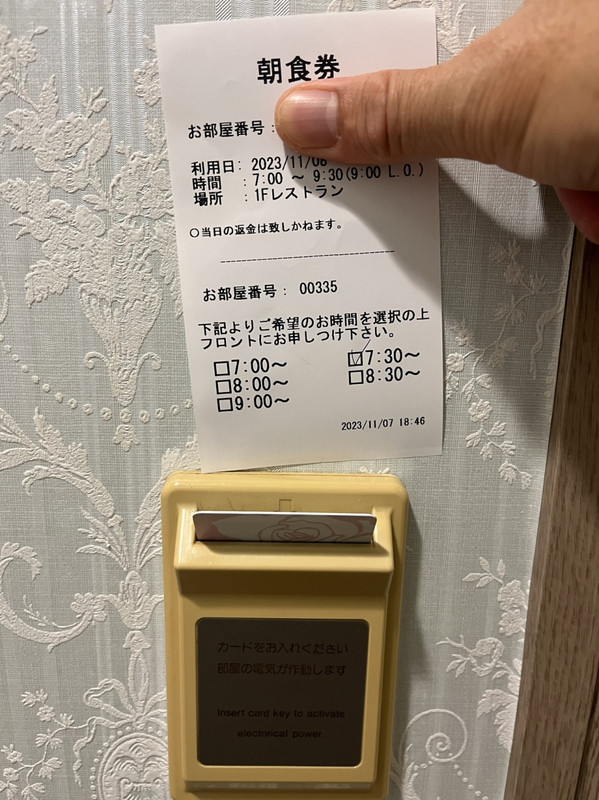 朝食券
お部屋番号:
利用日: 2023/11/0
時間 : 7:00 ～ 9:30(9:00 L.O.)
場所 : 1Fレストラン
○当日の返金は致しかねます。
お部屋番号: 00335
下記よりご希望のお時間を選択の上
フロントにお申しつけ下さい。
□7:00～ ☑7:30～
□8:00～ □8:30～
□9:00～
2023/11/07 18:46
カードをお入れください
部屋の電気が作動します
Insert card key to activate
electrical power